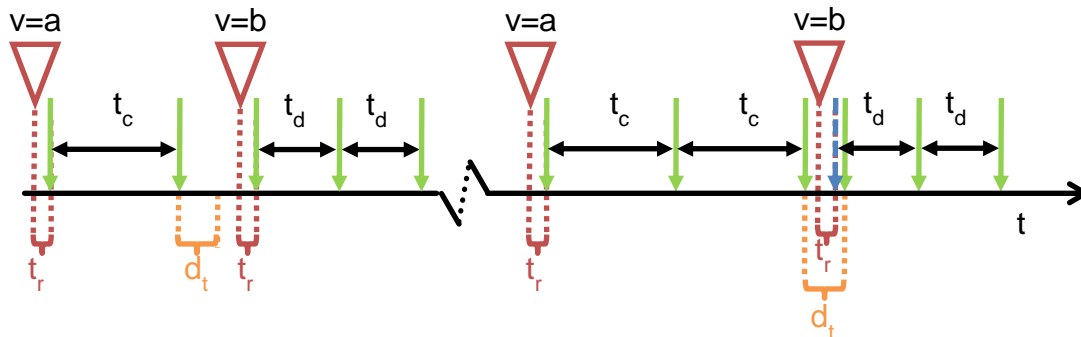 v=a v=b v=a v=b
t_c t_d t_d t_c t_c t_d t_d
t
t_r d_t t_r t_r t_r
d_t